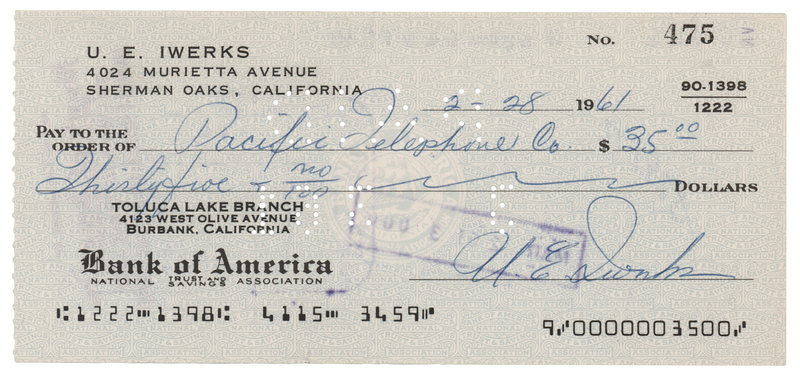 No. 475
U. E. IWERKS
4024 MURIETTA AVENUE
SHERMAN OAKS, CALIFORNIA
90-1398
1222
2-28 1961
PAY TO THE
ORDER OF Pacific Telephone Co. $ 35 00
Thirtyfive + no/100 DOLLARS
TOLUCA LAKE BRANCH
4123 WEST OLIVE AVENUE
BURBANK, CALIFORNIA
Bank of America
NATIONAL TRUST AND SAVINGS ASSOCIATION
U E Iwerks
⑆1222⑉1398⑆ 4115⑉ 3459⑈
9⑇0000003500⑇